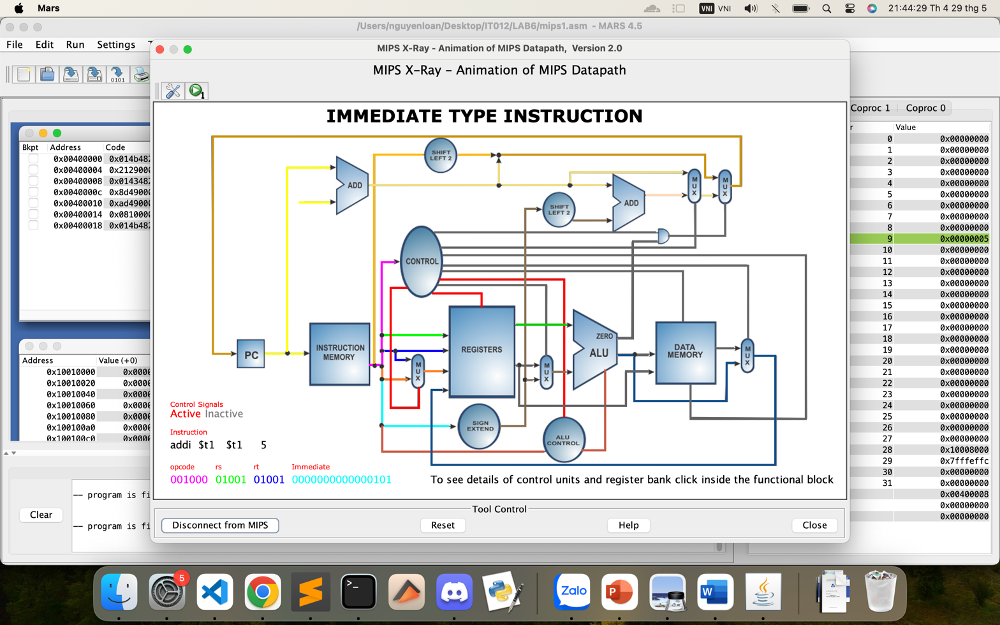 Mars
VNI VNI
21:44:29 Th 4 29 thg 5
/Users/nguyenloan/Desktop/IT012/LAB6/mips1.asm - MARS 4.5
File Edit Run Settings T
MIPS X-Ray - Animation of MIPS Datapath, Version 2.0
MIPS X-Ray – Animation of MIPS Datapath
0101
1
Coproc 1 Coproc 0
Bkpt Address Code
0x00400000 0x014b482
0x00400004 0x2129000
0x00400008 0x0143482
0x0040000c 0x8d49000
0x00400010 0xad49000
0x00400014 0x0810000
0x00400018 0x014b482
Address Value (+0)
0x10010000 0x0000
0x10010020 0x0000
0x10010040 0x0000
0x10010060 0x0000
0x10010080 0x0000
0x100100a0 0x0000
0x100100c0 0x0000
Clear
-- program is fi
-- program is fi
IMMEDIATE TYPE INSTRUCTION
SHIFT
LEFT 2
ADD
MUX
MUX
SHIFT
LEFT 2
ADD
CONTROL
PC
INSTRUCTION
MEMORY
MUX
REGISTERS
MUX
ZERO
ALU
DATA
MEMORY
MUX
SIGN
EXTEND
ALU
CONTROL
Control Signals
Active Inactive
Instruction
addi $t1 $t1 5
opcode rs rt Immediate
001000 01001 01001 0000000000000101
To see details of control units and register bank click inside the functional block
Tool Control
Disconnect from MIPS Reset Help Close
r Value
0 0x00000000
1 0x00000000
2 0x00000000
3 0x00000000
4 0x00000000
5 0x00000000
6 0x00000000
7 0x00000000
8 0x00000000
9 0x00000005
10 0x00000000
11 0x00000000
12 0x00000000
13 0x00000000
14 0x00000000
15 0x00000000
16 0x00000000
17 0x00000000
18 0x00000000
19 0x00000000
20 0x00000000
21 0x00000000
22 0x00000000
23 0x00000000
24 0x00000000
25 0x00000000
26 0x00000000
27 0x00000000
28 0x10008000
29 0x7fffeffc
30 0x00000000
31 0x00000000
0x00400008
0x00000000
0x00000000
5
>_
Zalo
P
W